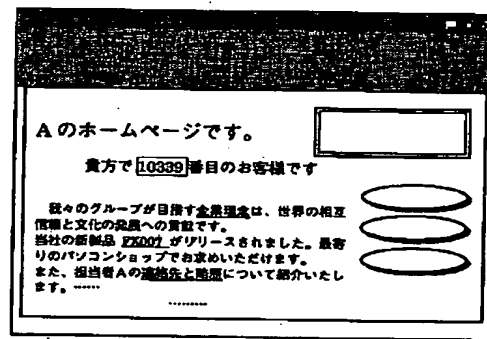 Aのホームページです。
貴方で10339番目のお客様です
我々のグループが目指す企業理念は、世界の相互
信頼と文化の発展への貢献です。
当社の新製品 FX007 がリリースされました。最寄
りのパソコンショップでお求めいただけます。
また、担当者Aの連絡先と略歴について紹介いたし
ます。……
………